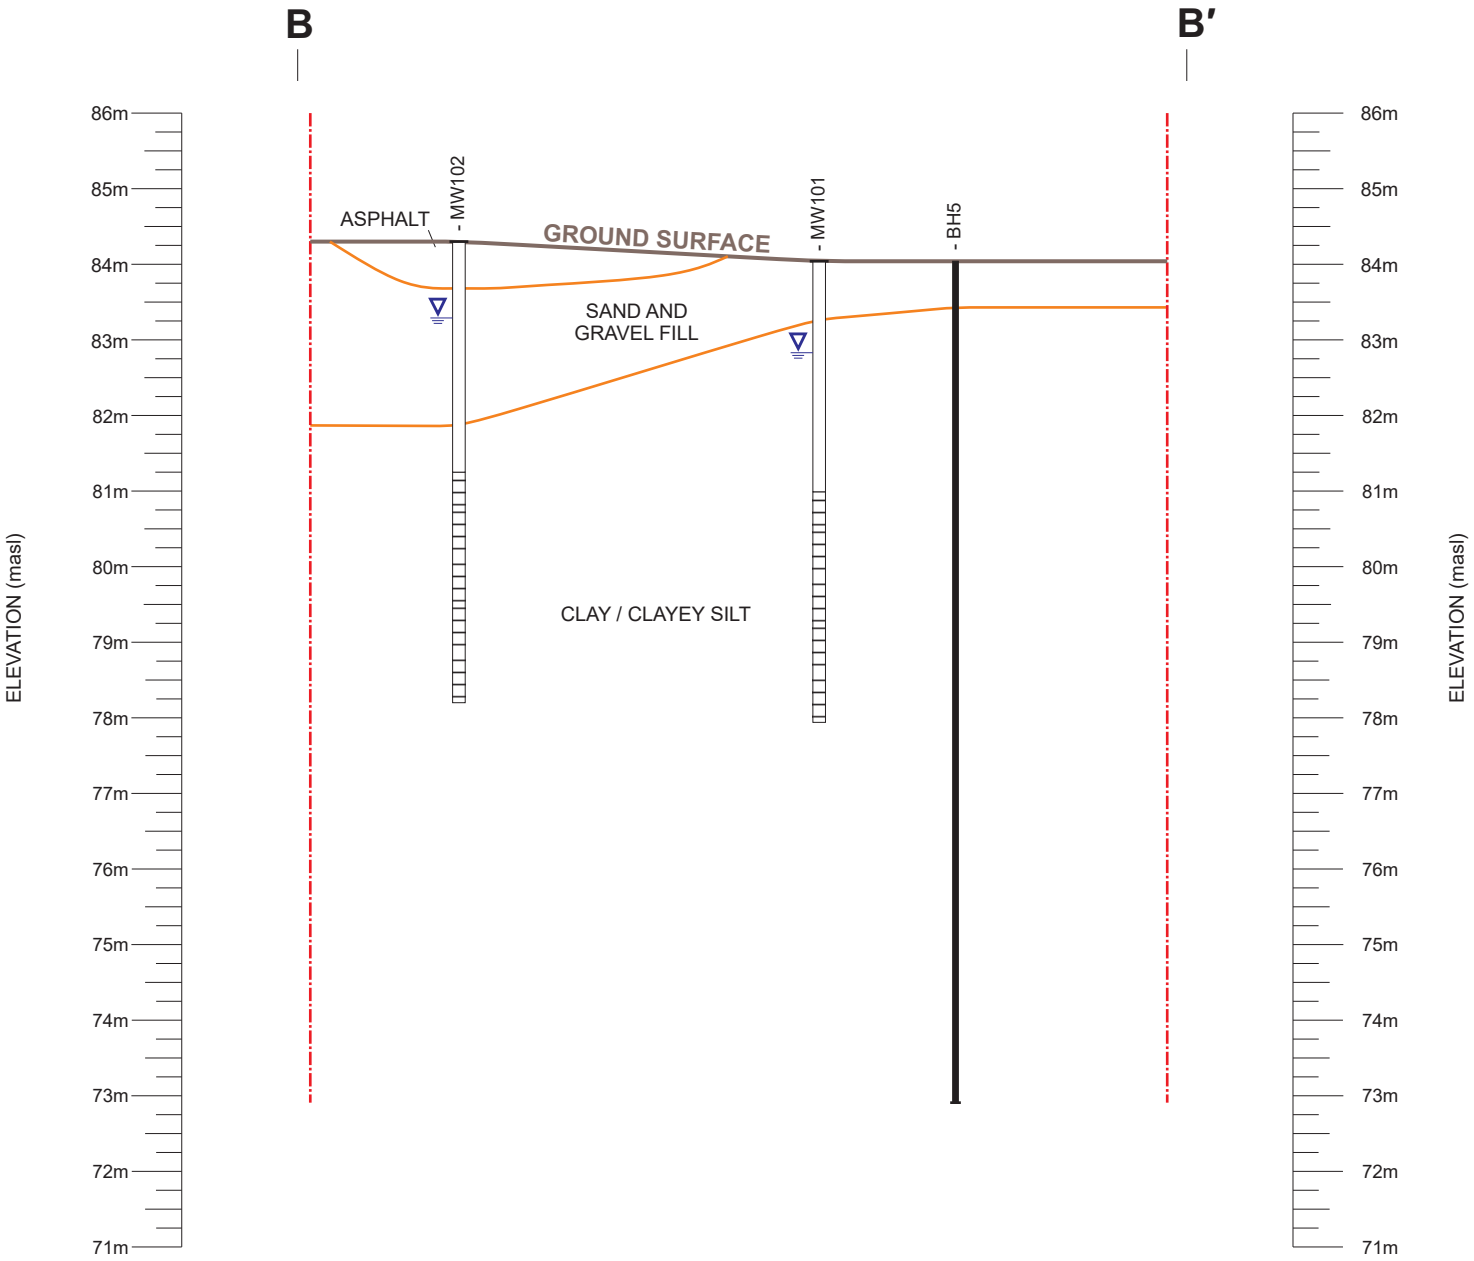 B
B'
86m
86m
85m
85m
MW102
MW101
ASPHALT
BH5
GROUND SURFACE
84m
84m
SAND AND
GRAVEL FILL
83m
83m
82m
82m
81m
81m
80m
80m
ELEVATION (masl)
CLAY / CLAYEY SILT
ELEVATION (masl)
79m
79m
78m
78m
77m
77m
76m
76m
75m
75m
74m
74m
73m
73m
72m
72m
71m
71m